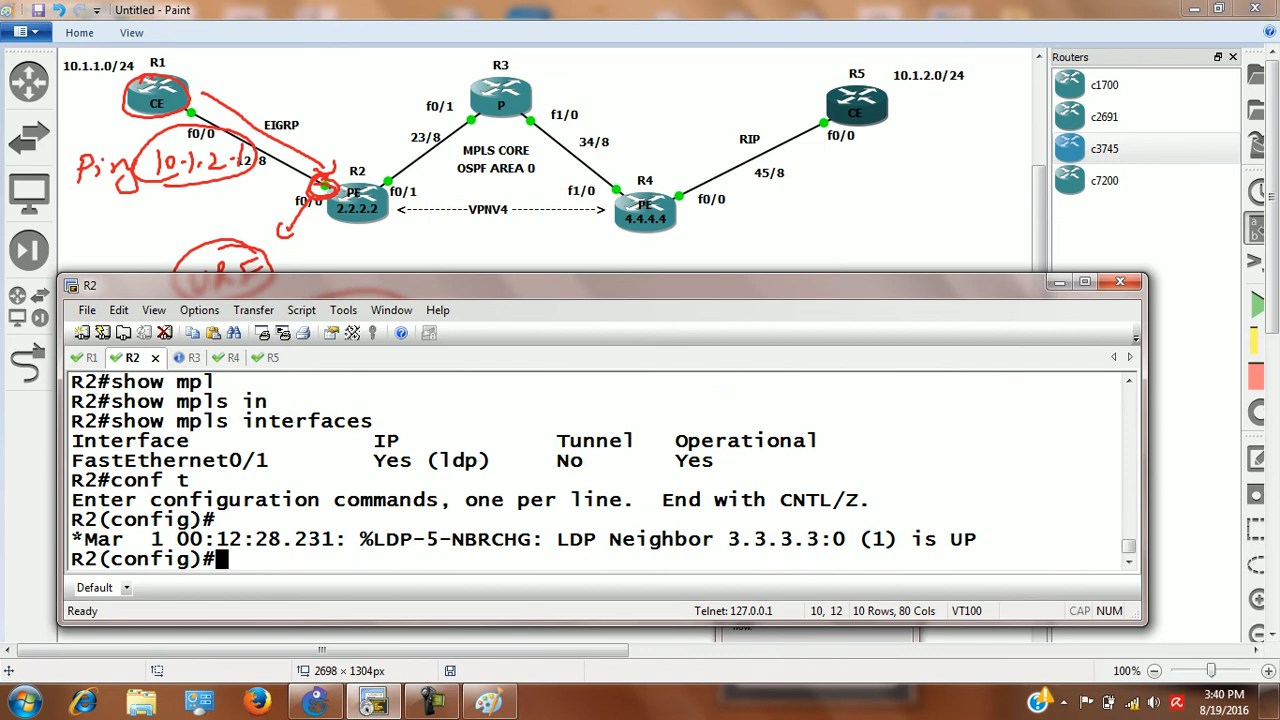 Untitled - Paint
Home View
10.1.1.0/24
R1
CE
f0/0
EIGRP
12/8
Ping 10.1.2.1
R2
PE
2.2.2.2
f0/0
f0/1
23/8
R3
P
f0/1
f1/0
MPLS CORE
OSPF AREA 0
34/8
f1/0
R4
PE
4.4.4.4
f0/0
<--------------- VPNV4 -------------->
RIP
45/8
R5
CE
f0/0
10.1.2.0/24
VRF
Routers
c1700
c2691
c3745
c7200
R2
File Edit View Options Transfer Script Tools Window Help
R1 R2 R3 R4 R5
R2#show mpl
R2#show mpls in
R2#show mpls interfaces
Interface IP Tunnel Operational
FastEthernet0/1 Yes (ldp) No Yes
R2#conf t
Enter configuration commands, one per line. End with CNTL/Z.
R2(config)#
*Mar 1 00:12:28.231: %LDP-5-NBRCHG: LDP Neighbor 3.3.3.3:0 (1) is UP
R2(config)#
Default
Ready Telnet: 127.0.0.1 10, 12 10 Rows, 80 Cols VT100 CAP NUM
2698 × 1304px 100%
3:40 PM
8/19/2016